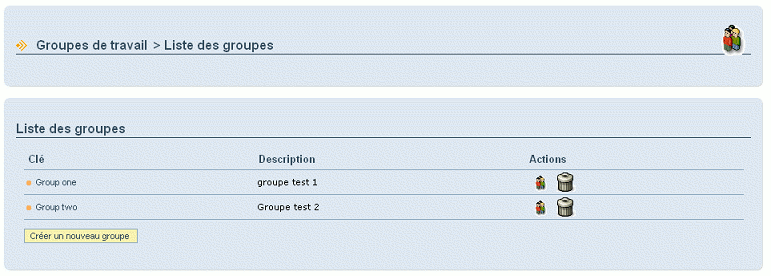 Groupes de travail > Liste des groupes
Liste des groupes
Clé Description Actions
Group one groupe test 1
Group two Groupe test 2
Créer un nouveau groupe